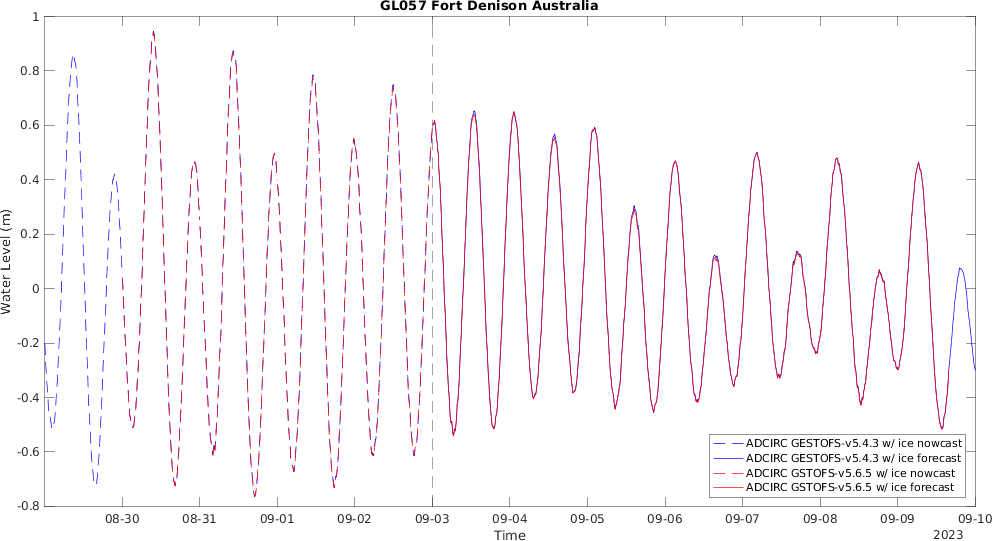 GL057 Fort Denison Australia
Water Level (m)
1
0.8
0.6
0.4
0.2
0
-0.2
-0.4
-0.6
-0.8
ADCIRC GESTOFS-v5.4.3 w/ ice nowcast
ADCIRC GESTOFS-v5.4.3 w/ ice forecast
ADCIRC GSTOFS-v5.6.5 w/ ice nowcast
ADCIRC GSTOFS-v5.6.5 w/ ice forecast
08-30 08-31 09-01 09-02 09-03 09-04 09-05 09-06 09-07 09-08 09-09 09-10
Time
2023